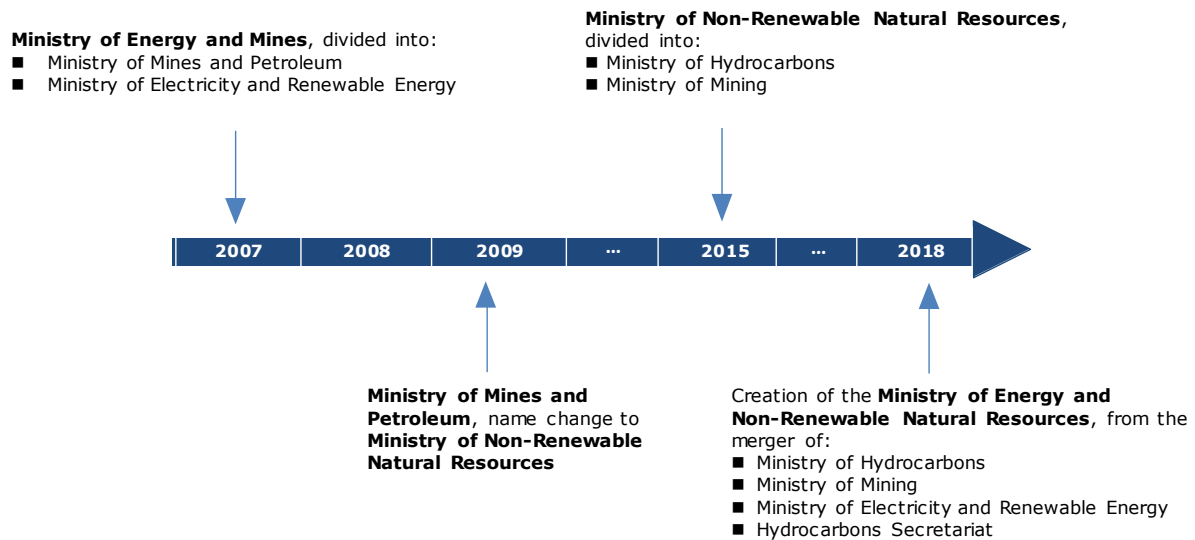 Ministry of Energy and Mines, divided into:
■ Ministry of Mines and Petroleum
■ Ministry of Electricity and Renewable Energy
Ministry of Non-Renewable Natural Resources,
divided into:
■ Ministry of Hydrocarbons
■ Ministry of Mining
2007 2008 2009 ... 2015 ... 2018
Ministry of Mines and
Petroleum, name change to
Ministry of Non-Renewable
Natural Resources
Creation of the Ministry of Energy and
Non-Renewable Natural Resources, from the
merger of:
■ Ministry of Hydrocarbons
■ Ministry of Mining
■ Ministry of Electricity and Renewable Energy
■ Hydrocarbons Secretariat